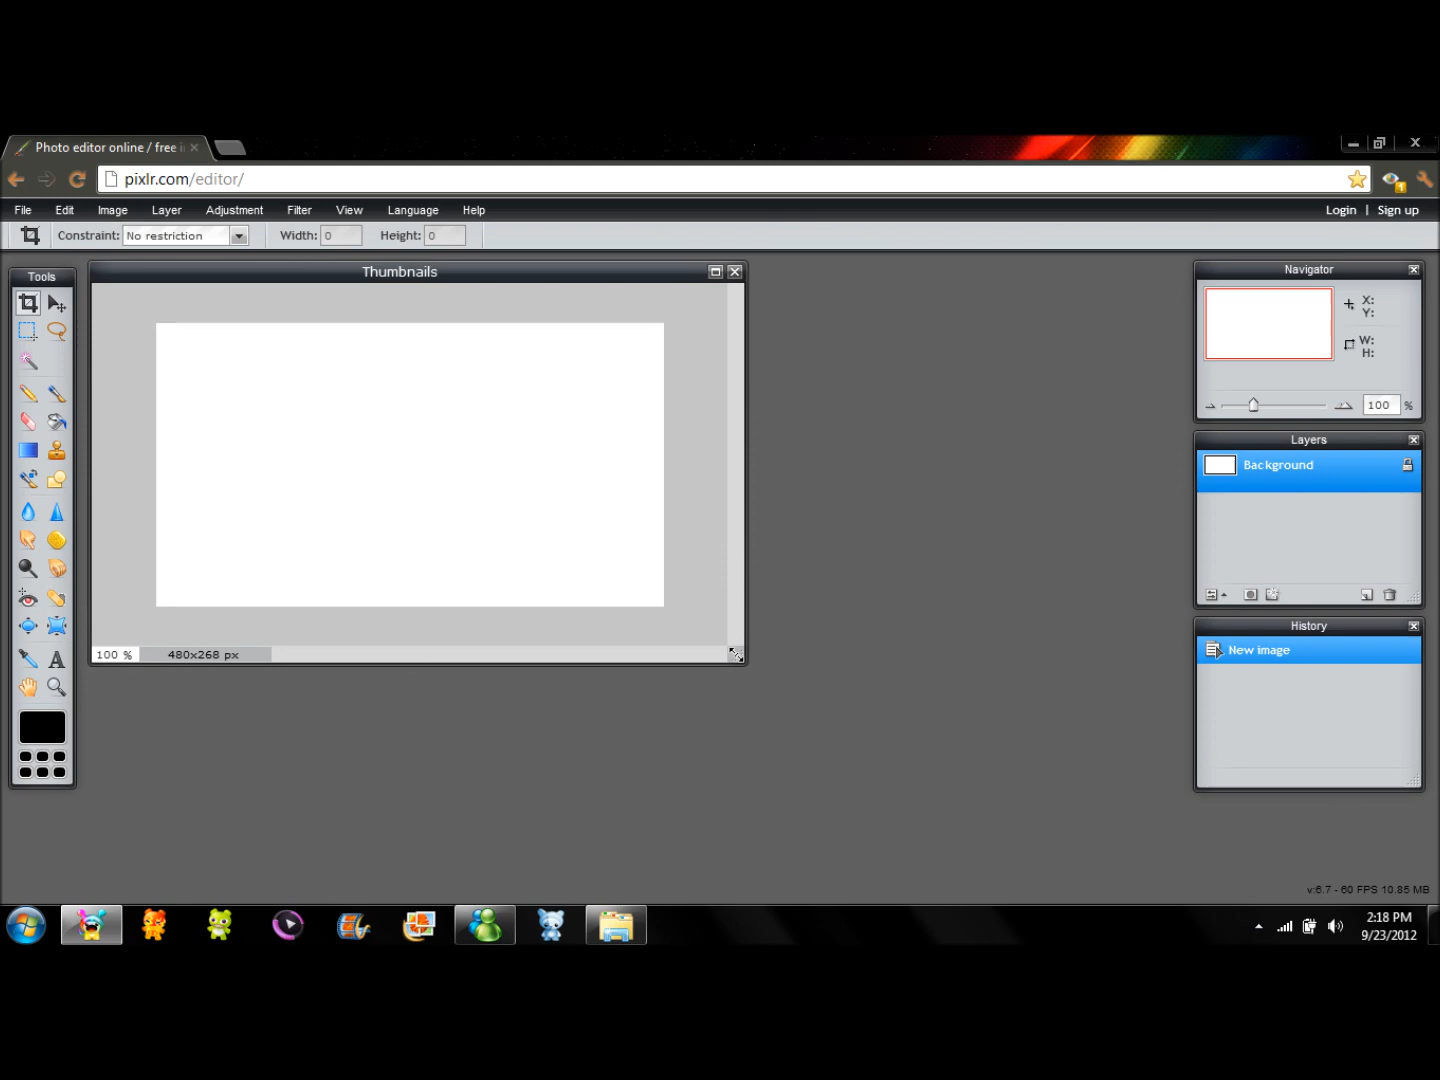 Photo editor online / free i
pixlr.com/editor/
File Edit Image Layer Adjustment Filter View Language Help Login | Sign up
Constraint: No restriction Width: 0 Height: 0
Tools
Thumbnails
Navigator
X:
Y:
W:
H:
100 %
Layers
Background
History
New image
A
100 % 480x268 px
v:6.7 - 60 FPS 10.85 MB
2:18 PM
9/23/2012